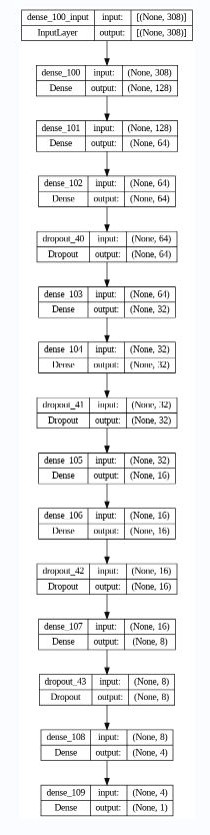 dense_100_input input: [(None, 308)]
InputLayer output: [(None, 308)]
dense_100 input: (None, 308)
Dense output: (None, 128)
dense_101 input: (None, 128)
Dense output: (None, 64)
dense_102 input: (None, 64)
Dense output: (None, 64)
dropout_40 input: (None, 64)
Dropout output: (None, 64)
dense_103 input: (None, 64)
Dense output: (None, 32)
dense_104 input: (None, 32)
Dense output: (None, 32)
dropout_41 input: (None, 32)
Dropout output: (None, 32)
dense_105 input: (None, 32)
Dense output: (None, 16)
dense_106 input: (None, 16)
Dense output: (None, 16)
dropout_42 input: (None, 16)
Dropout output: (None, 16)
dense_107 input: (None, 16)
Dense output: (None, 8)
dropout_43 input: (None, 8)
Dropout output: (None, 8)
dense_108 input: (None, 8)
Dense output: (None, 4)
dense_109 input: (None, 4)
Dense output: (None, 1)